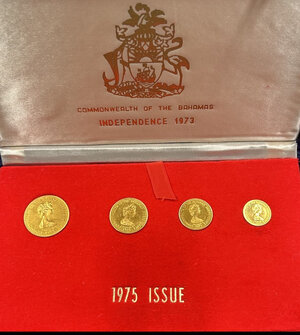 COMMONWEALTH OF THE BAHAMAS
INDEPENDENCE 1973
1975 ISSUE